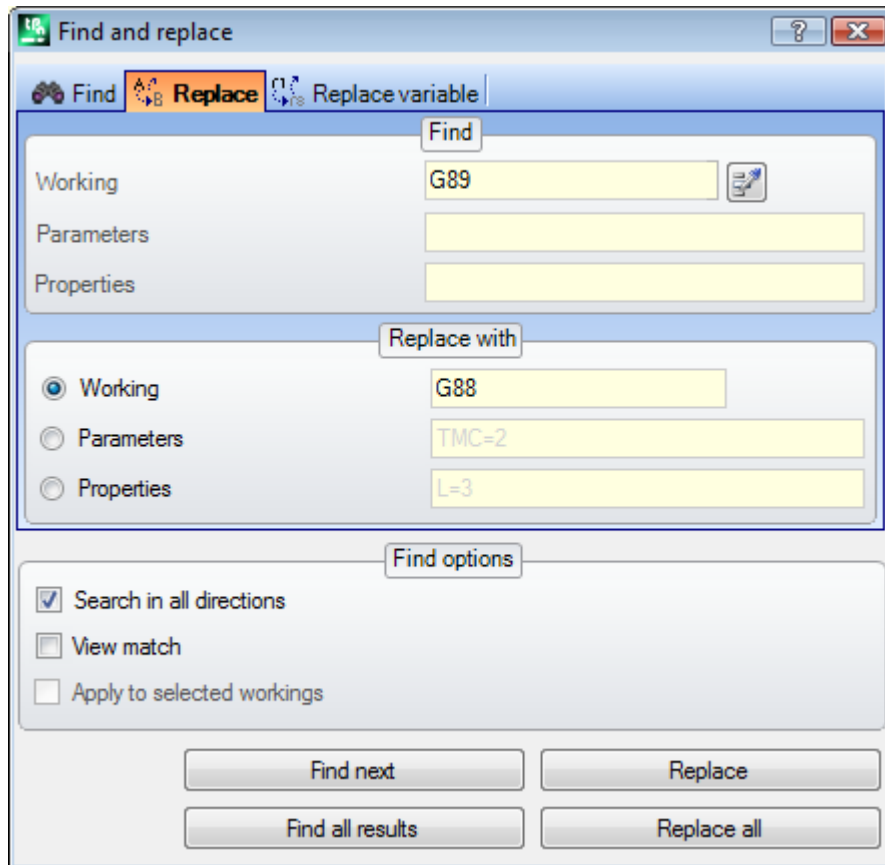 Find and replace
Find Replace Replace variable
Find
Working G89
Parameters
Properties
Replace with
Working G88
Parameters TMC=2
Properties L=3
Find options
Search in all directions
View match
Apply to selected workings
Find next Replace
Find all results Replace all